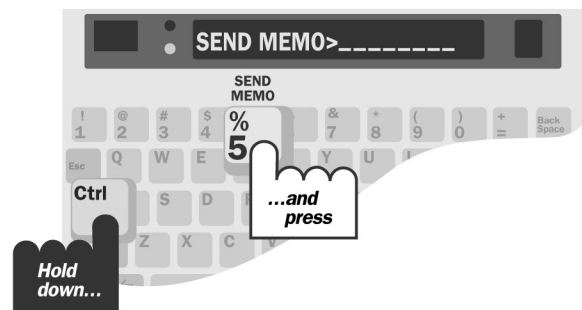 SEND MEMO>_________
SEND
MEMO
! @ # $ % & * ( ) +
1 2 3 4 5 7 8 9 0 = Back Space
Esc Q W E Y U
Ctrl S D
Z X C
...and
press
Hold
down...